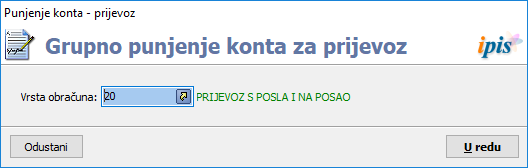 Punjenje konta - prijevoz
Grupno punjenje konta za prijevoz
ipis
Vrsta obračuna: 20 PRIJEVOZ S POSLA I NA POSAO
Odustani
U redu